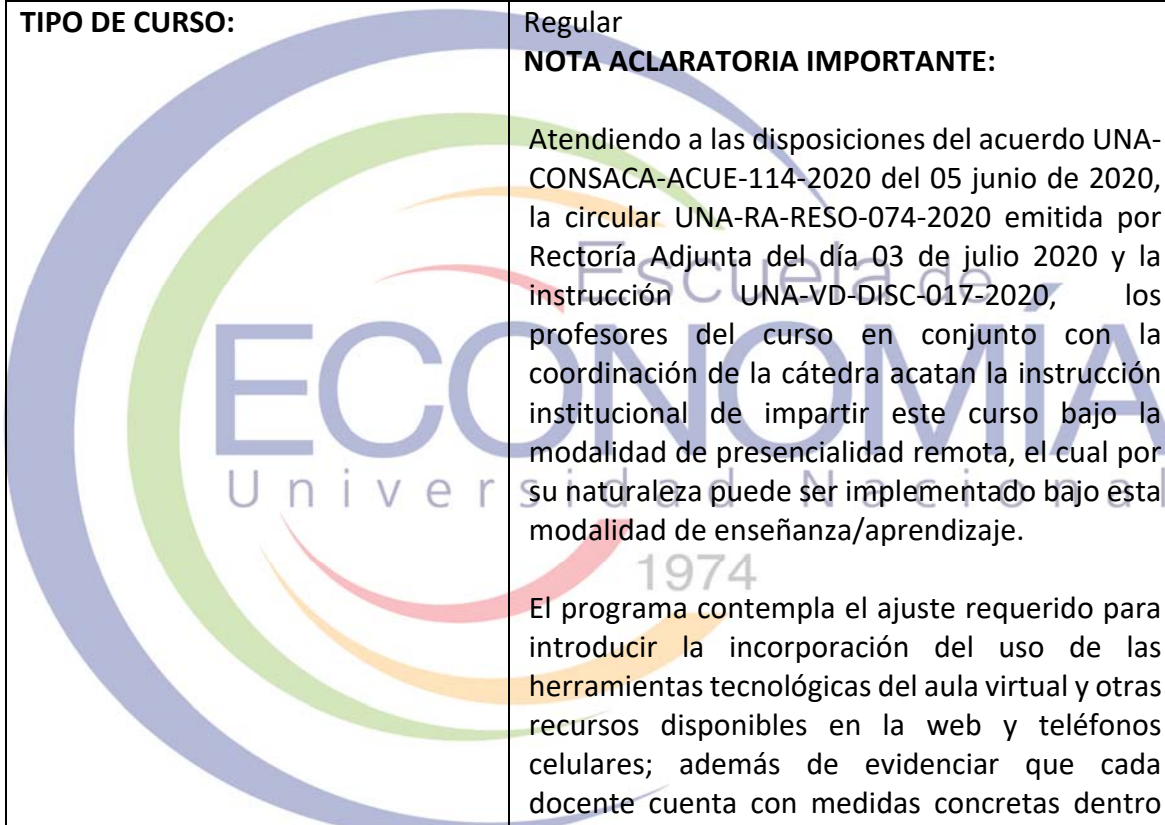 TIPO DE CURSO:
Regular
NOTA ACLARATORIA IMPORTANTE:
Atendiendo a las disposiciones del acuerdo UNA-
CONSACA-ACUE-114-2020 del 05 junio de 2020,
la circular UNA-RA-RESO-074-2020 emitida por
Rectoría Adjunta del día 03 de julio 2020 y la
instrucción UNA-VD-DISC-017-2020, los
profesores del curso en conjunto con la
coordinación de la cátedra acatan la instrucción
institucional de impartir este curso bajo la
modalidad de presencialidad remota, el cual por
su naturaleza puede ser implementado bajo esta
modalidad de enseñanza/aprendizaje.
El programa contempla el ajuste requerido para
introducir la incorporación del uso de las
herramientas tecnológicas del aula virtual y otras
recursos disponibles en la web y teléfonos
celulares; además de evidenciar que cada
docente cuenta con medidas concretas dentro
Escuela de
ECONOMÍA
Universidad Nacional
1974